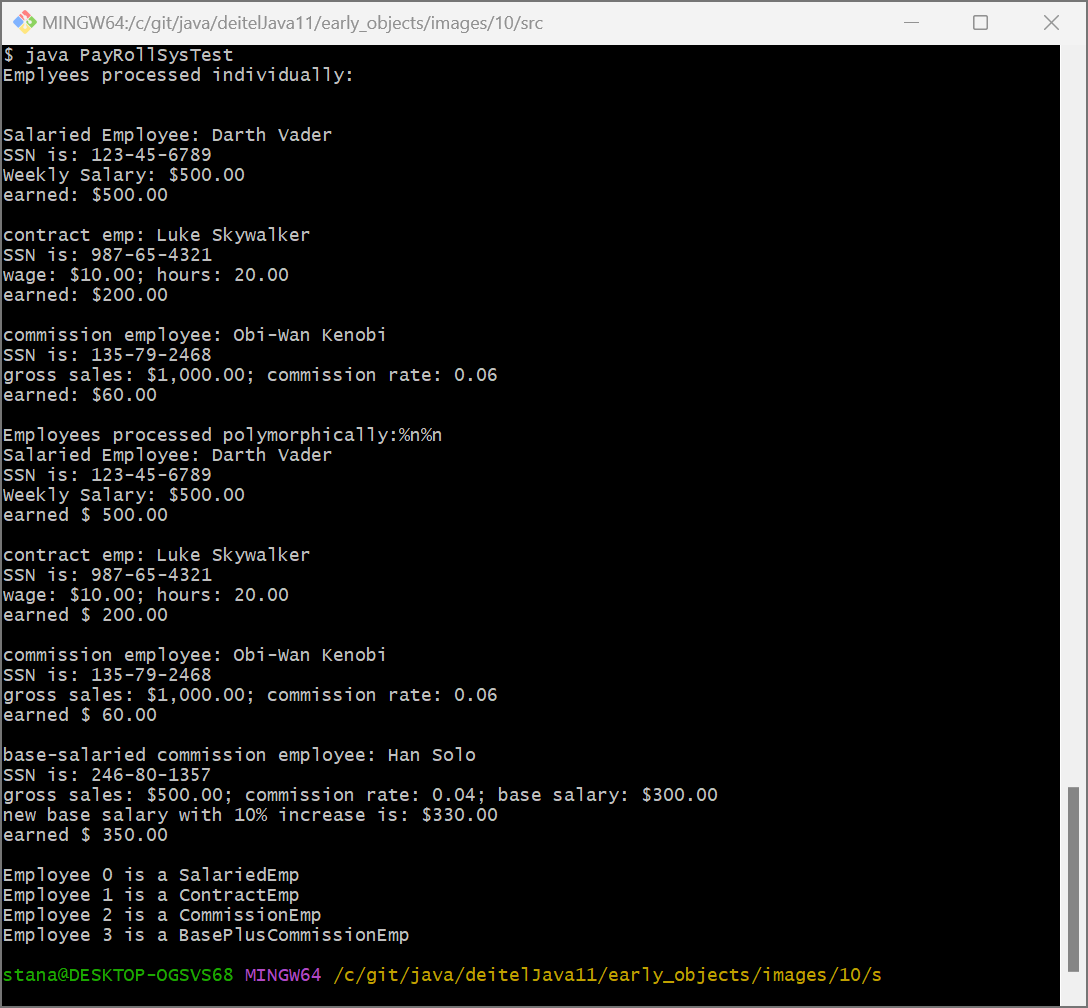 MINGW64:/c/git/java/deitelJava11/early_objects/images/10/src
$ java PayRollSysTest
Emplyees processed individually:
Salaried Employee: Darth Vader
SSN is: 123-45-6789
Weekly Salary: $500.00
earned: $500.00
contract emp: Luke Skywalker
SSN is: 987-65-4321
wage: $10.00; hours: 20.00
earned: $200.00
commission employee: Obi-Wan Kenobi
SSN is: 135-79-2468
gross sales: $1,000.00; commission rate: 0.06
earned: $60.00
Employees processed polymorphically:%n%n
Salaried Employee: Darth Vader
SSN is: 123-45-6789
Weekly Salary: $500.00
earned $ 500.00
contract emp: Luke Skywalker
SSN is: 987-65-4321
wage: $10.00; hours: 20.00
earned $ 200.00
commission employee: Obi-Wan Kenobi
SSN is: 135-79-2468
gross sales: $1,000.00; commission rate: 0.06
earned $ 60.00
base-salaried commission employee: Han Solo
SSN is: 246-80-1357
gross sales: $500.00; commission rate: 0.04; base salary: $300.00
new base salary with 10% increase is: $330.00
earned $ 350.00
Employee 0 is a SalariedEmp
Employee 1 is a ContractEmp
Employee 2 is a CommissionEmp
Employee 3 is a BasePlusCommissionEmp
stana@DESKTOP-OGSVS68 MINGW64 /c/git/java/deitelJava11/early_objects/images/10/s